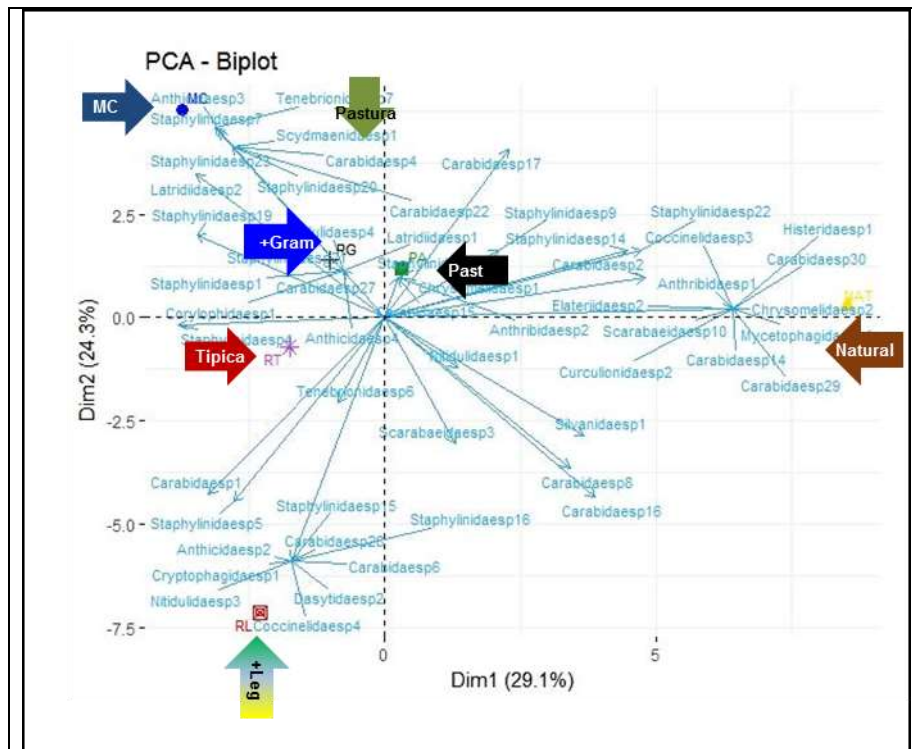 PCA - Biplot
MC
Anthicidaesp3
MC
Pastura
Staphylinidaesp7
Scydmaenidaesp1
Carabidaesp4
Carabidaesp17
Staphylinidaesp23
Latridiidaesp2
Staphylinidaesp20
Staphylinidaesp19
Carabidaesp22
Staphylinidaesp9
Staphylinidaesp22
2.5
+Gram
RG
Latridiidaesp1
Staphylinidaesp14
Coccinelidaesp3
Histeridaesp1
PA
Past
Carabidaesp2
Carabidaesp30
Staphylinidaesp1
Carabidaesp27
Anthribidaesp1
NAT
Corylophidaesp1
Elateriidaesp2
Chrysomelidaesp2
0.0
Anthicidaesp4
Anthribidaesp2
Scarabaeidaesp10
Tipica
RT
Carabidaesp14
Natural
Curculionidaesp2
Carabidaesp29
Tenebrionidaesp6
-2.5
Scarabaeidaesp3
Silvanidaesp1
Carabidaesp1
Carabidaesp8
Staphylinidaesp15
Carabidaesp16
Staphylinidaesp5
Staphylinidaesp16
-5.0
Anthicidaesp2
Cryptophagidaesp1
Carabidaesp6
Nitidulidaesp3
Dasytidaesp2
RL
Coccinelidaesp4
-7.5
+Leg
0
5
Dim1 (29.1%)
Dim2 (24.3%)